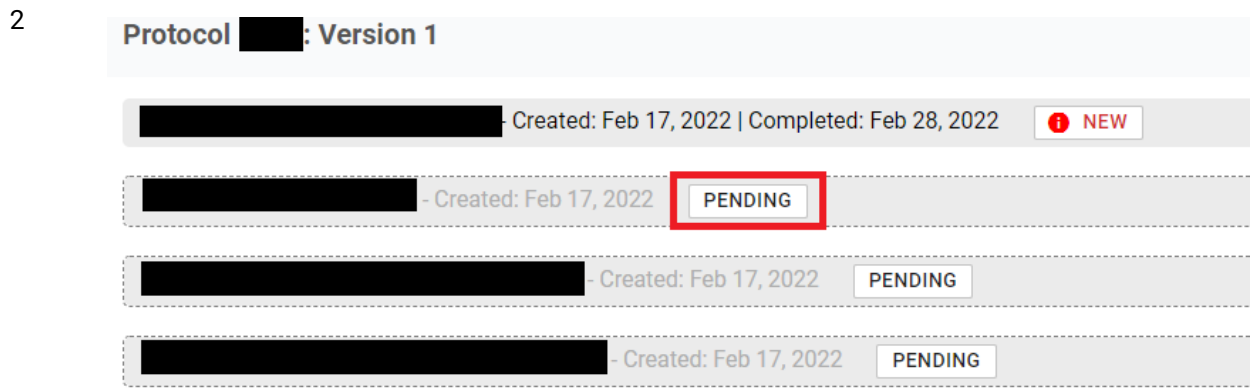 2
Protocol : Version 1
- Created: Feb 17, 2022 | Completed: Feb 28, 2022 NEW
- Created: Feb 17, 2022 PENDING
- Created: Feb 17, 2022 PENDING
- Created: Feb 17, 2022 PENDING